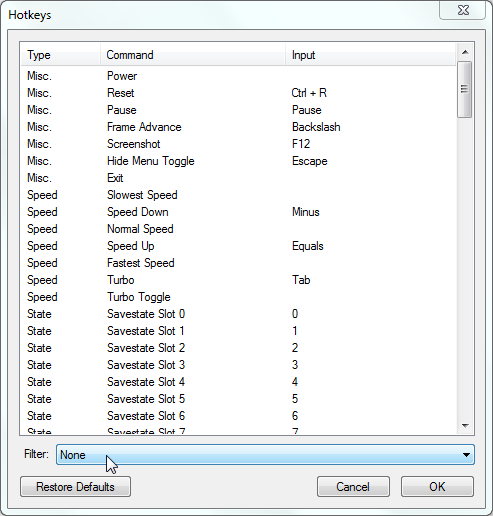 Hotkeys
Type Command Input
Misc. Power
Misc. Reset Ctrl + R
Misc. Pause Pause
Misc. Frame Advance Backslash
Misc. Screenshot F12
Misc. Hide Menu Toggle Escape
Misc. Exit
Speed Slowest Speed
Speed Speed Down Minus
Speed Normal Speed
Speed Speed Up Equals
Speed Fastest Speed
Speed Turbo Tab
Speed Turbo Toggle
State Savestate Slot 0 0
State Savestate Slot 1 1
State Savestate Slot 2 2
State Savestate Slot 3 3
State Savestate Slot 4 4
State Savestate Slot 5 5
State Savestate Slot 6 6
State Savestate Slot 7 7
Filter: None
Restore Defaults Cancel OK